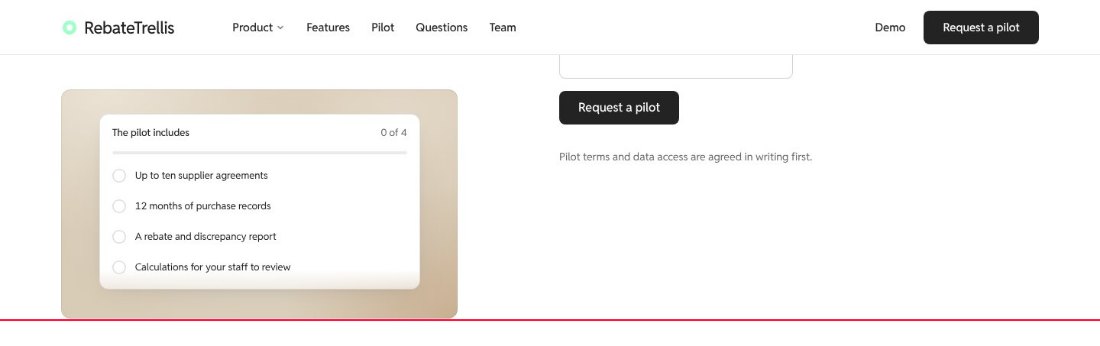 RebateTrellis
Product
Features
Pilot
Questions
Team
Demo
Request a pilot
The pilot includes
0 of 4
Up to ten supplier agreements
12 months of purchase records
A rebate and discrepancy report
Calculations for your staff to review
Request a pilot
Pilot terms and data access are agreed in writing first.